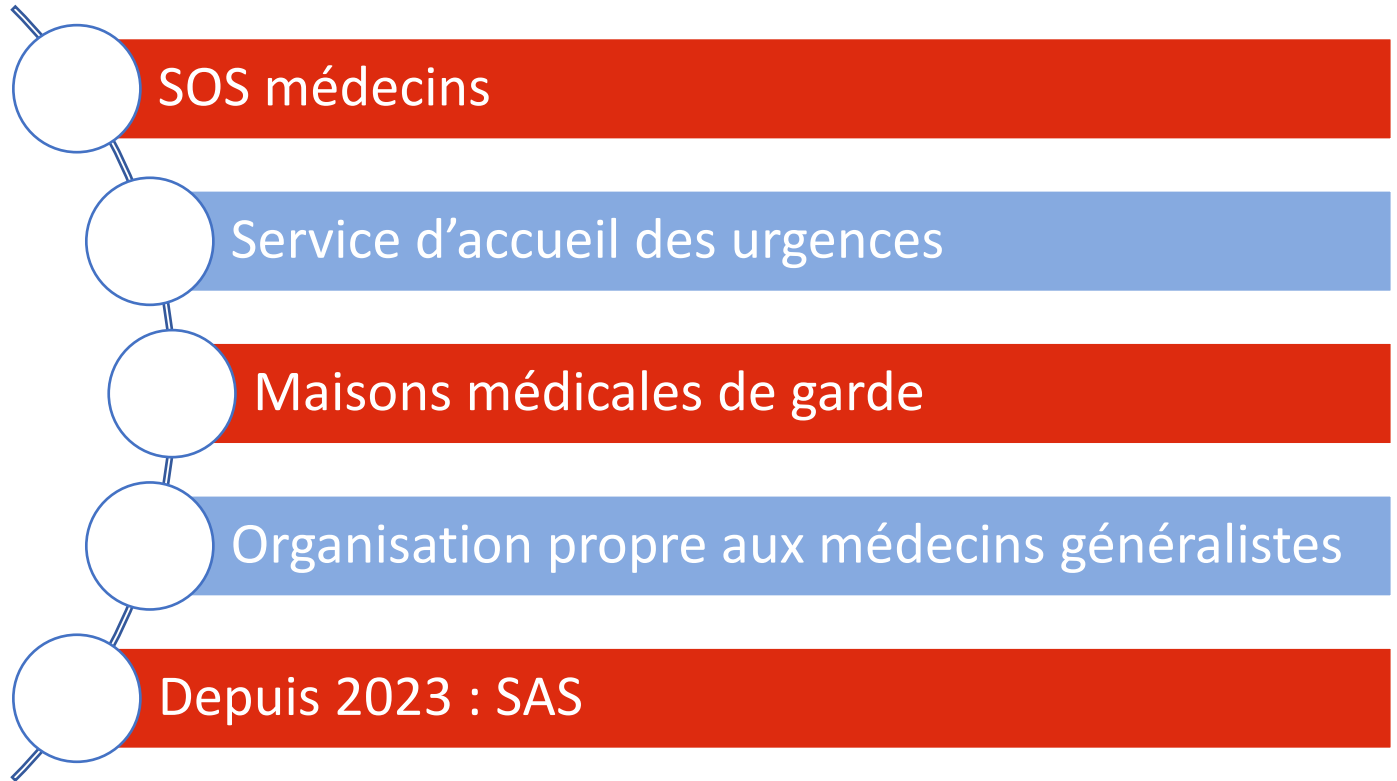 SOS médecins
Service d’accueil des urgences
Maisons médicales de garde
Organisation propre aux médecins généralistes
Depuis 2023 : SAS